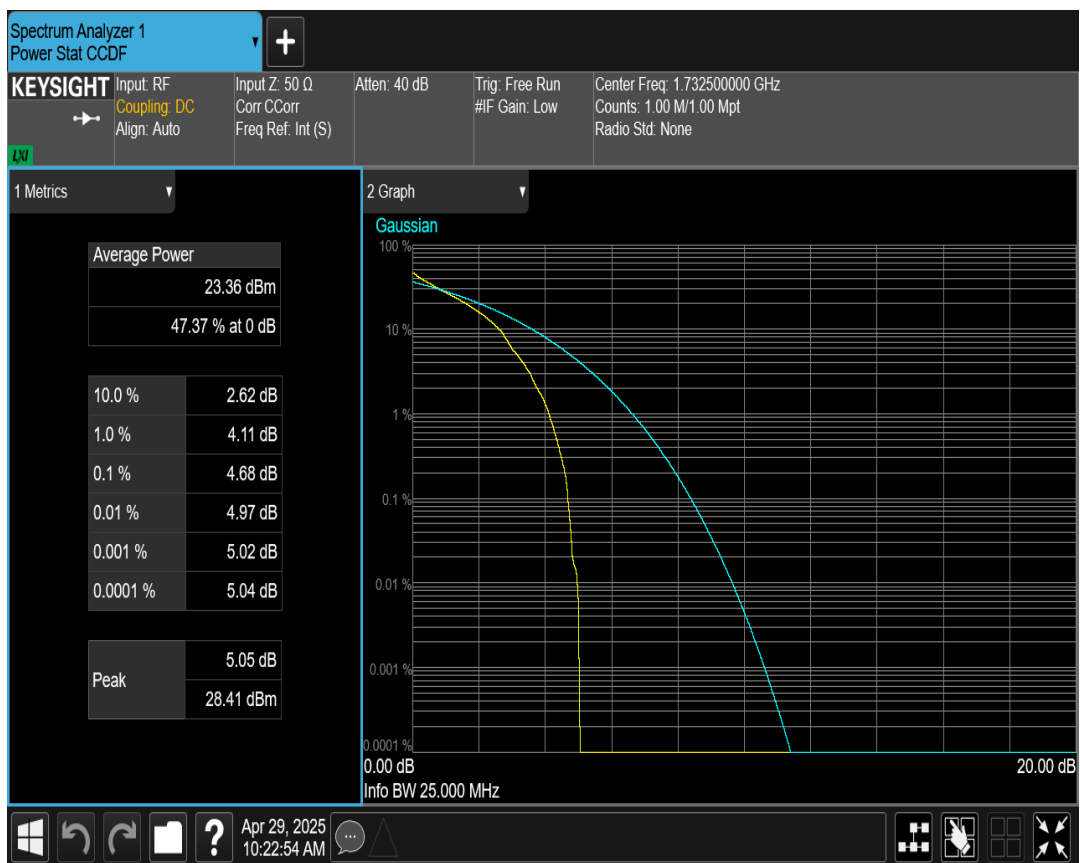 Spectrum Analyzer 1
Power Stat CCDF
+
KEYSIGHT
LXI
Input: RF
Coupling: DC
Align: Auto
Input Z: 50 Ω
Corr CCorr
Freq Ref: Int (S)
Atten: 40 dB
Trig: Free Run
#IF Gain: Low
Center Freq: 1.732500000 GHz
Counts: 1.00 M/1.00 Mpt
Radio Std: None
1 Metrics
Average Power
23.36 dBm
47.37 % at 0 dB
10.0 % 2.62 dB
1.0 % 4.11 dB
0.1 % 4.68 dB
0.01 % 4.97 dB
0.001 % 5.02 dB
0.0001 % 5.04 dB
Peak 5.05 dB
28.41 dBm
2 Graph
Gaussian
100 %
10 %
1 %
0.1 %
0.01 %
0.001 %
0.0001 %
0.00 dB 20.00 dB
Info BW 25.000 MHz
?
Apr 29, 2025
10:22:54 AM